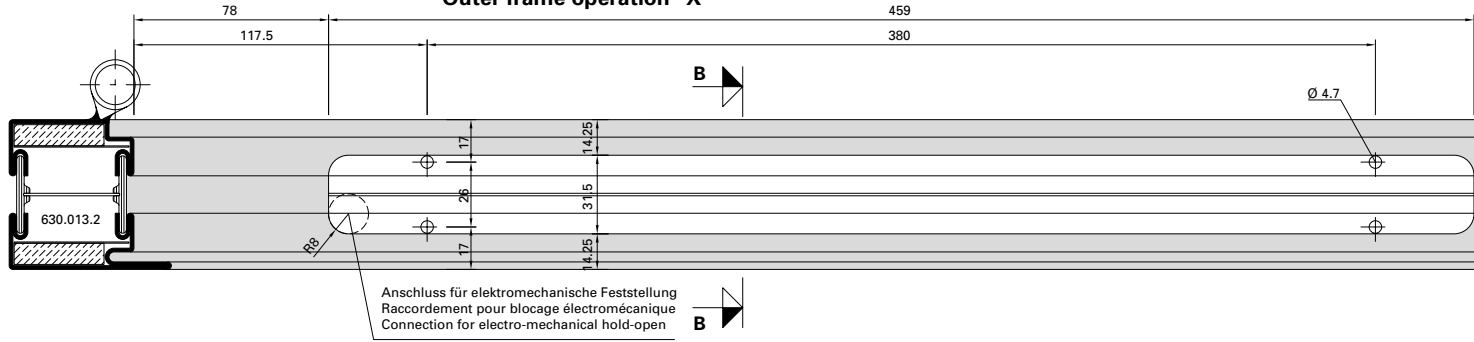 Outer frame operation "X"
78
459
117.5
380
B
Ø 4.7
17
14.25
26
31.5
630.013.2
R8
17
14.25
Anschluss für elektromechanische Feststellung
Raccordement pour blocage électromécanique
Connection for electro-mechanical hold-open
B